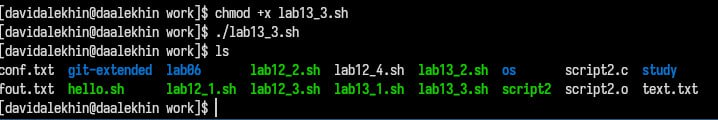 [davidalekhin@daalekhin work]$ chmod +x lab13_3.sh
[davidalekhin@daalekhin work]$ ./lab13_3.sh
[davidalekhin@daalekhin work]$ ls
conf.txt  git-extended  lab06        lab12_2.sh  lab12_4.sh  lab13_2.sh  os       script2.c  study
fout.txt  hello.sh      lab12_1.sh  lab12_3.sh  lab13_1.sh  lab13_3.sh  script2  script2.o  text.txt
[davidalekhin@daalekhin work]$